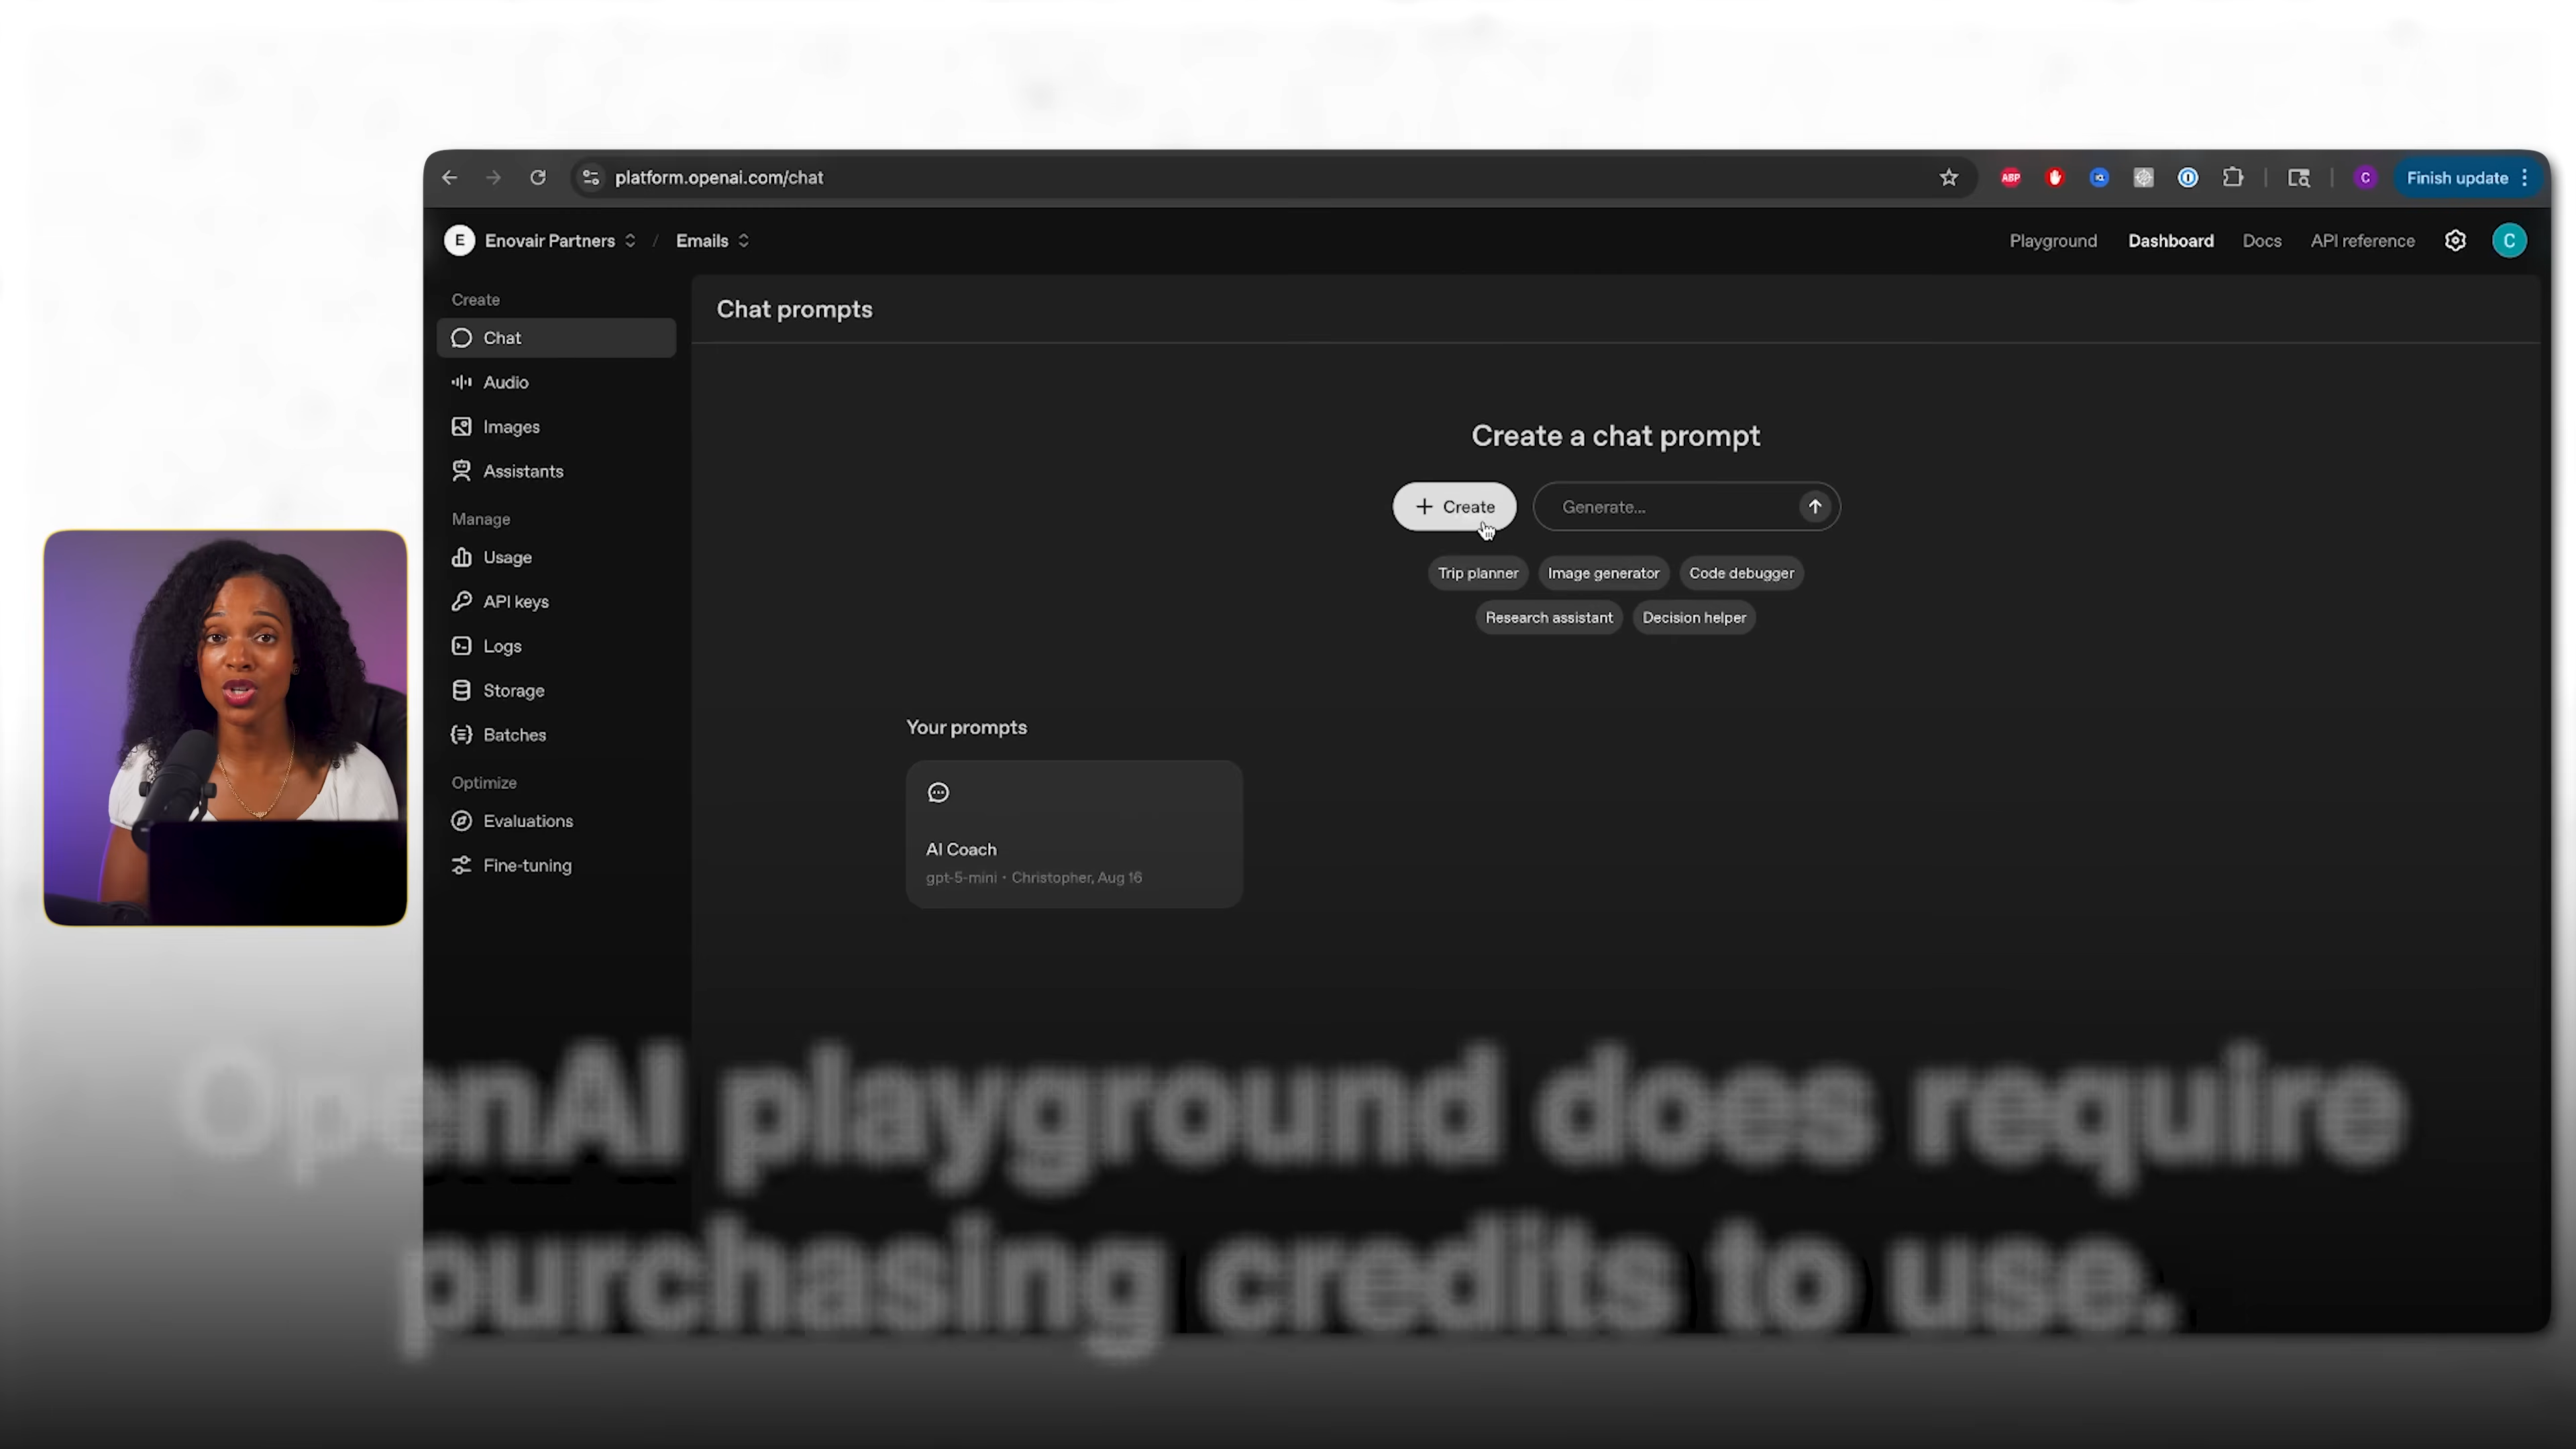 platform.openai.com/chat
ABP
C
Finish update
E
Enovair Partners
/
Emails
Playground
Dashboard
Docs
API reference
C
Create
Chat
Audio
Images
Assistants
Manage
Usage
API keys
Logs
Storage
Batches
Optimize
Evaluations
Fine-tuning
Chat prompts
Create a chat prompt
+ Create
Generate...
Trip planner
Image generator
Code debugger
Research assistant
Decision helper
Your prompts
AI Coach
gpt-5-mini • Christopher, Aug 16
OpenAI playground does require
purchasing credits to use.